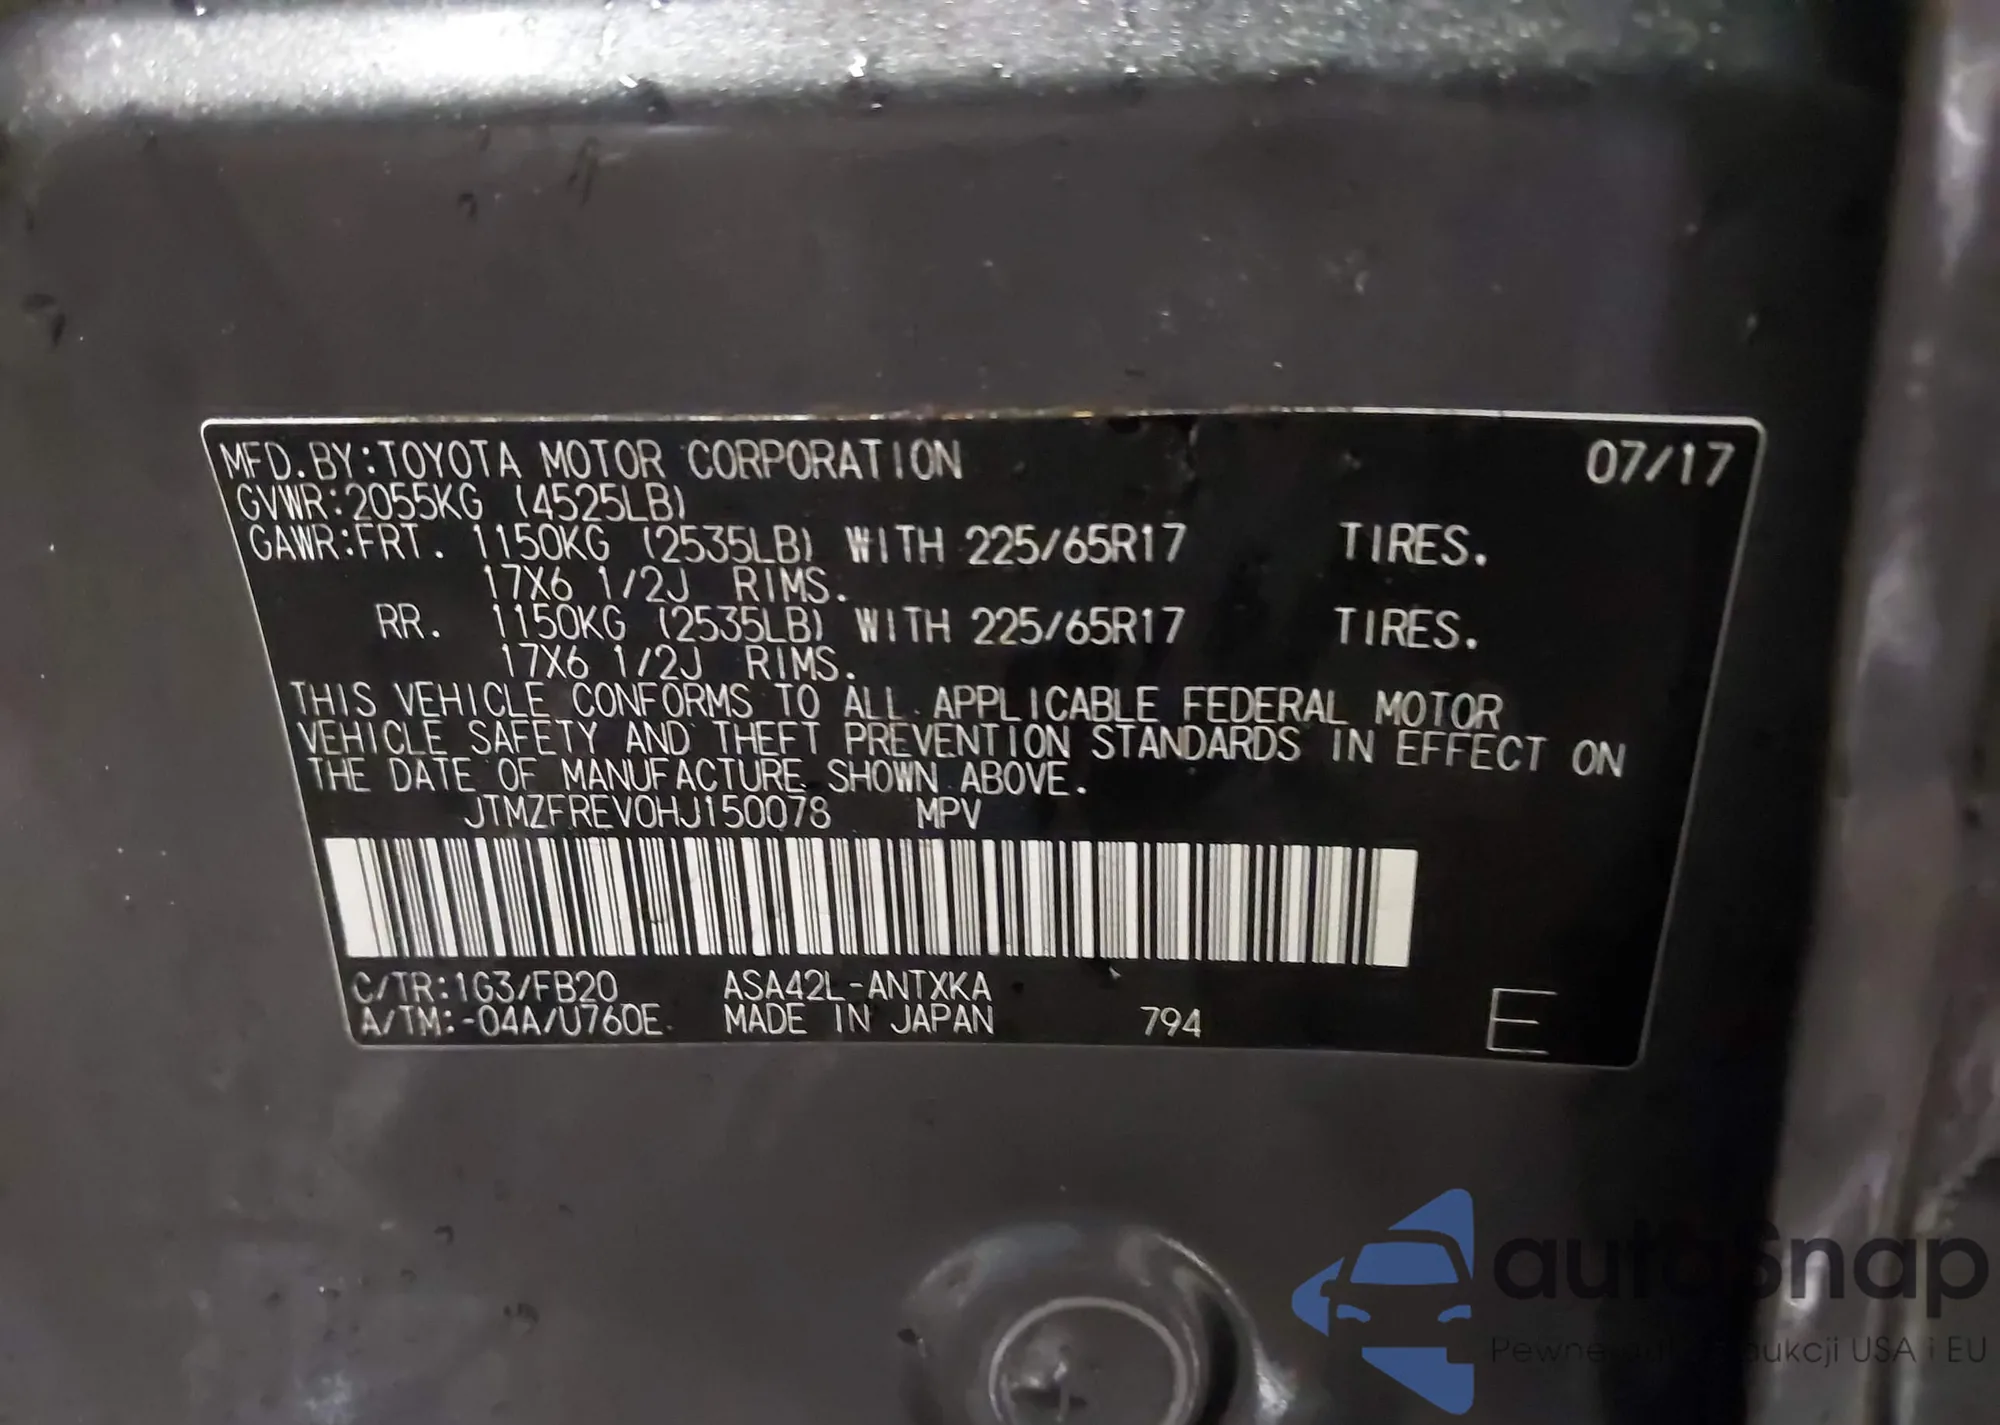 MFD.BY:TOYOTA MOTOR CORPORATION 07/17
GVWR:2055KG (4525LB)
GAWR:FRT. 1150KG (2535LB) WITH 225/65R17 TIRES.
17X6 1/2J RIMS.
RR. 1150KG (2535LB) WITH 225/65R17 TIRES.
17X6 1/2J RIMS.
THIS VEHICLE CONFORMS TO ALL APPLICABLE FEDERAL MOTOR
VEHICLE SAFETY AND THEFT PREVENTION STANDARDS IN EFFECT ON
THE DATE OF MANUFACTURE SHOWN ABOVE.
JTMZFREV0HJ150078 MPV
C/TR:1G3/FB20 ASA42L-ANTXKA
A/TM:-04A/U760E MADE IN JAPAN 794 E
autosnap
USA i EU